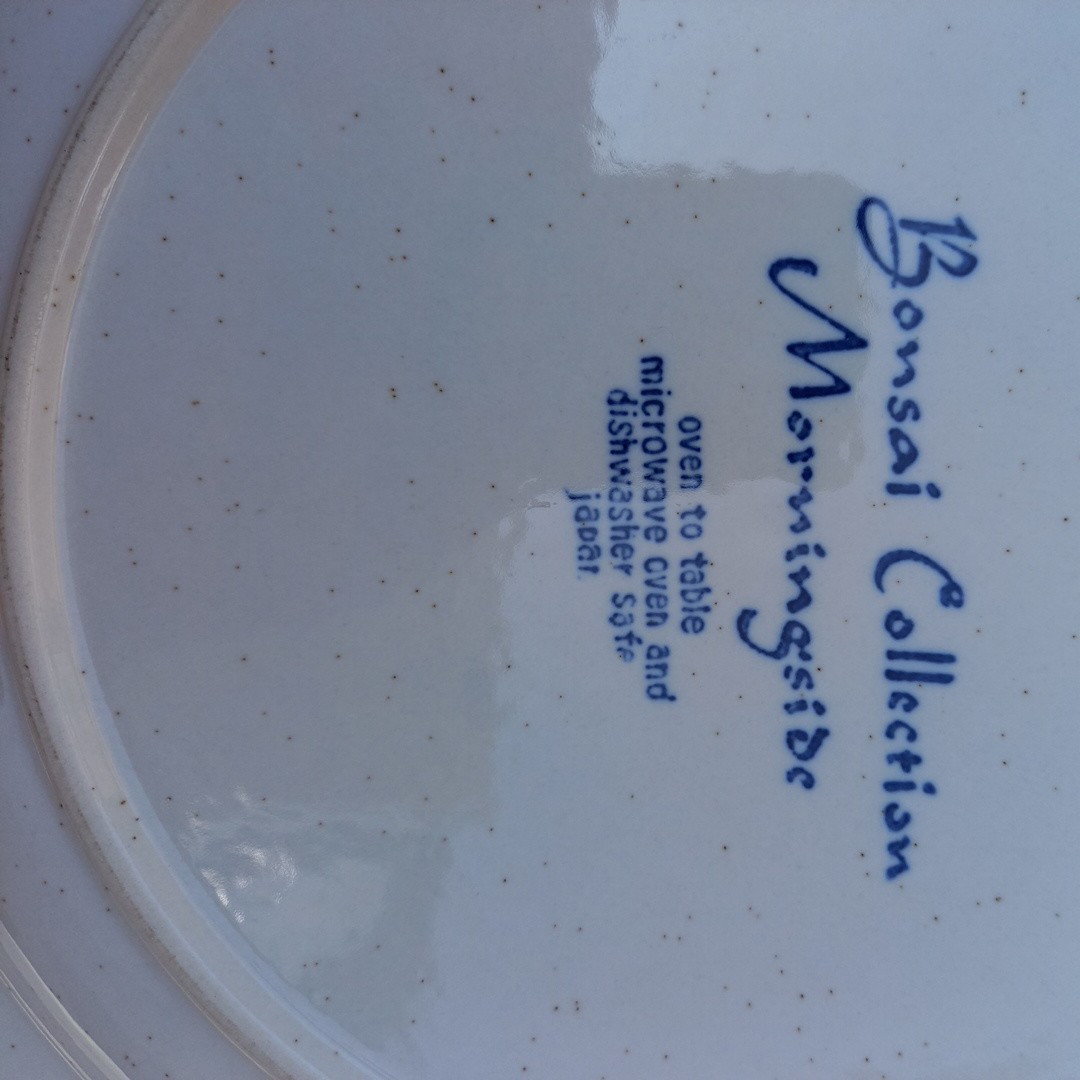 Bonsai Collection
Morningside
oven to table
microwave oven and
dishwasher safe
japan